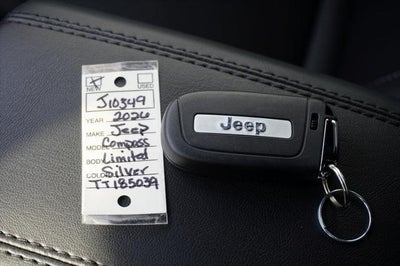 NEW USED
J10349
YEAR 2026
MAKE Jeep
MODEL Compass
BODY Limited
COLOR Silver
TT185039
Jeep